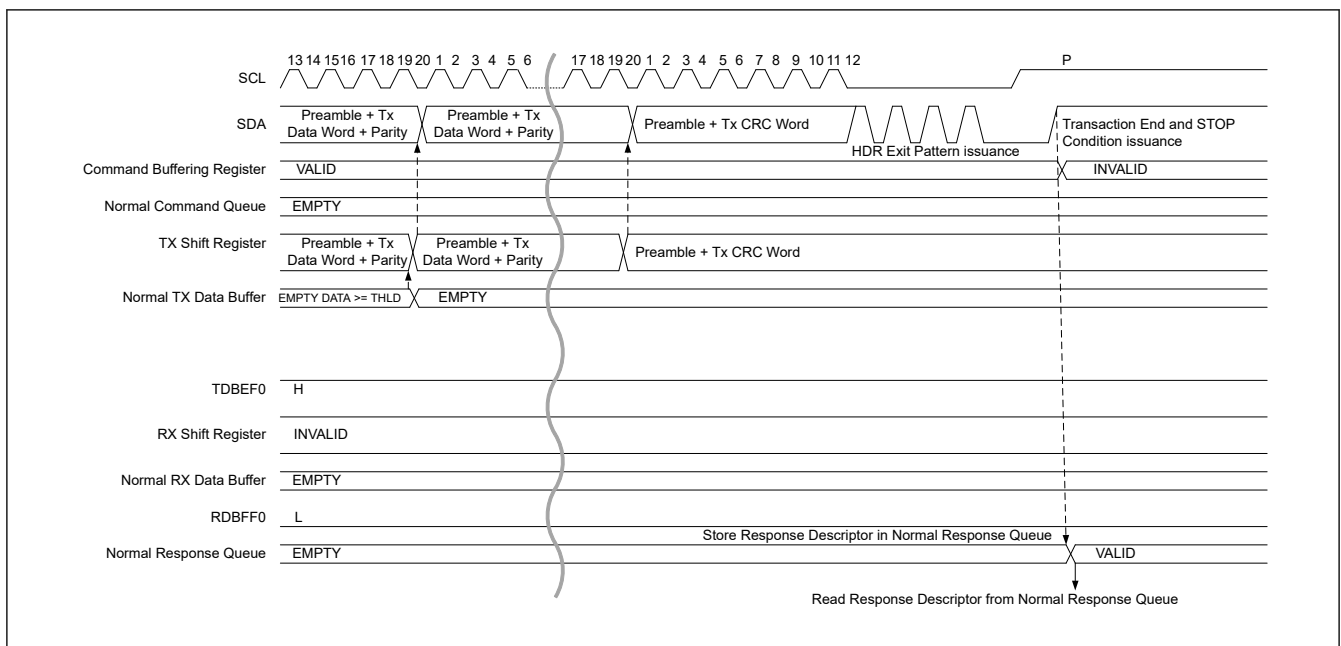 13 14 15 16 17 18 19 20 1 2 3 4 5 6 17 18 19 20 1 2 3 4 5 6 7 8 9 10 11 12 P
SCL
SDA
Preamble + Tx
Data Word + Parity
Preamble + Tx
Data Word + Parity
Preamble + Tx CRC Word
HDR Exit Pattern issuance
Transaction End and STOP
Condition issuance
Command Buffering Register VALID INVALID
Normal Command Queue EMPTY
TX Shift Register
Preamble + Tx
Data Word + Parity
Preamble + Tx
Data Word + Parity
Preamble + Tx CRC Word
Normal TX Data Buffer EMPTY DATA >= THLD EMPTY
TDBEF0 H
RX Shift Register INVALID
Normal RX Data Buffer EMPTY
RDBFF0 L
Store Response Descriptor in Normal Response Queue
Normal Response Queue EMPTY VALID
Read Response Descriptor from Normal Response Queue